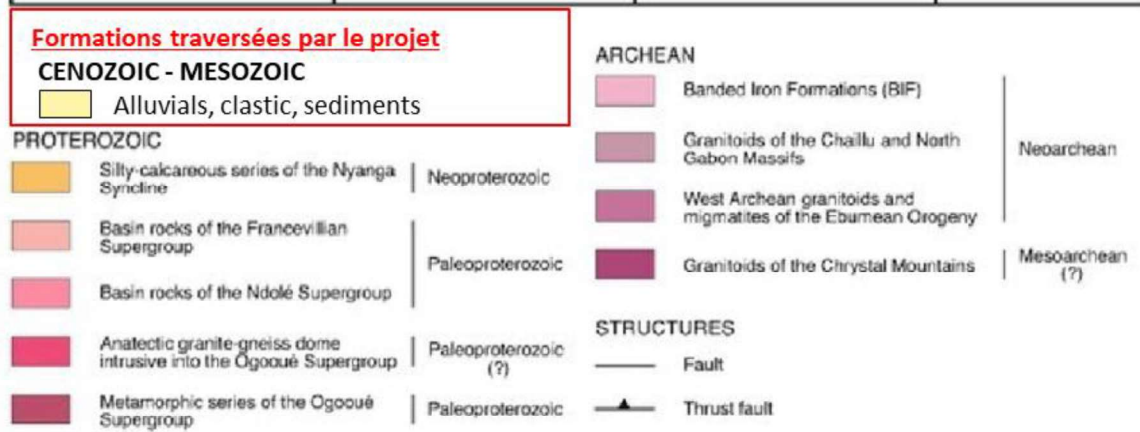 Formations traversées par le projet
CENOZOIC - MESOZOIC
Alluvials, clastic, sediments
PROTEROZOIC
Silty-calcareous series of the Nyanga
Syncline
Neoproterozoic
Basin rocks of the Francevillian
Supergroup
Basin rocks of the Ndolé Supergroup
Paleoproterozoic
Anatectic granite-gneiss dome
intrusive into the Ogooué Supergroup
Paleoproterozoic
(?)
Metamorphic series of the Ogooué
Supergroup
Paleoproterozoic
ARCHEAN
Banded Iron Formations (BIF)
Granitoids of the Chaillu and North
Gabon Massifs
West Archean granitoids and
migmatites of the Eburnean Orogeny
Neoarchean
Granitoids of the Chrystal Mountains
Mesoarchean
(?)
STRUCTURES
Fault
Thrust fault